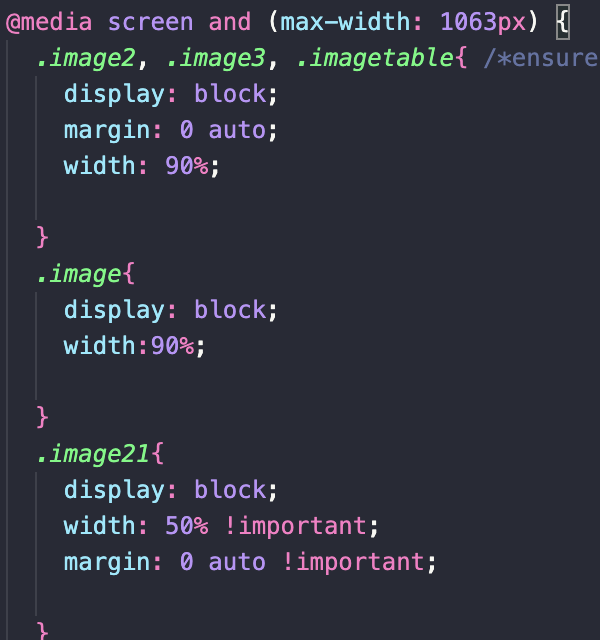 @media screen and (max-width: 1063px) {
.image2, .image3, .imagetable{ /*ensure
display: block;
margin: 0 auto;
width: 90%;
}
.image{
display: block;
width:90%;
}
.image21{
display: block;
width: 50% !important;
margin: 0 auto !important;
}